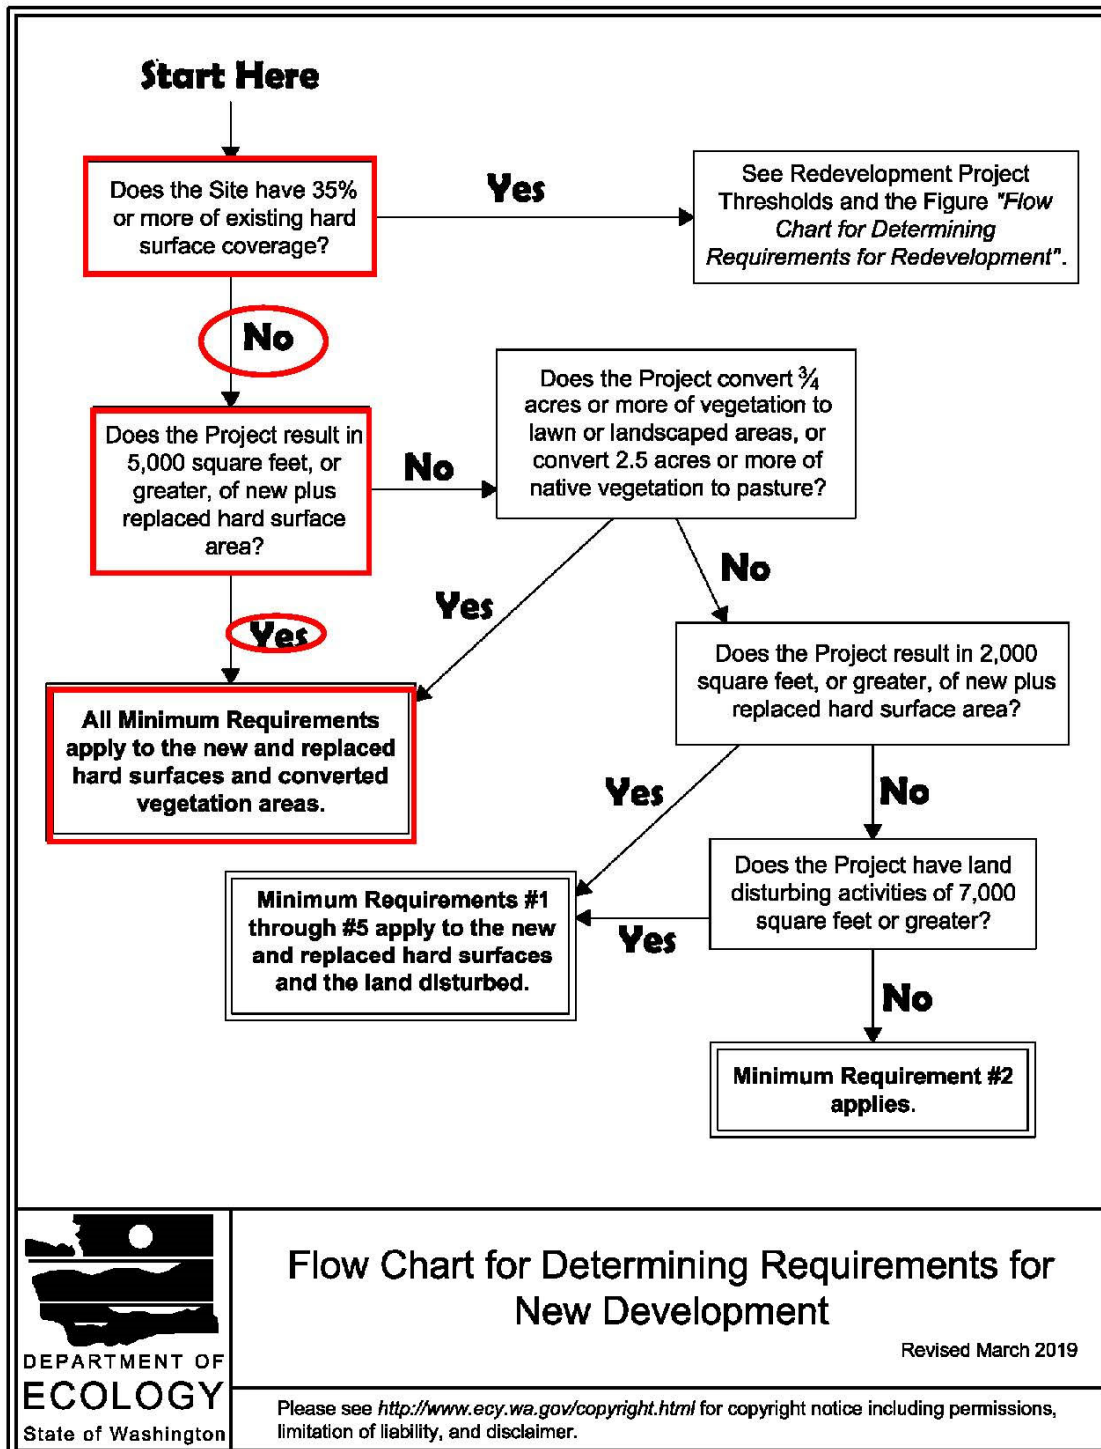 Start Here
Does the Site have 35%
or more of existing hard
surface coverage?
Yes
See Redevelopment Project
Thresholds and the Figure "Flow
Chart for Determining
Requirements for Redevelopment".
No
Does the Project result in
5,000 square feet, or
greater, of new plus
replaced hard surface
area?
No
Does the Project convert ¾
acres or more of vegetation to
lawn or landscaped areas, or
convert 2.5 acres or more of
native vegetation to pasture?
Yes
Yes
No
All Minimum Requirements
apply to the new and replaced
hard surfaces and converted
vegetation areas.
Does the Project result in 2,000
square feet, or greater, of new plus
replaced hard surface area?
Yes
No
Minimum Requirements #1
through #5 apply to the new
and replaced hard surfaces
and the land disturbed.
Yes
Does the Project have land
disturbing activities of 7,000
square feet or greater?
No
Minimum Requirement #2
applies.
DEPARTMENT OF
ECOLOGY
State of Washington
Flow Chart for Determining Requirements for
New Development
Revised March 2019
Please see http://www.ecy.wa.gov/copyright.html for copyright notice including permissions,
limitation of liability, and disclaimer.